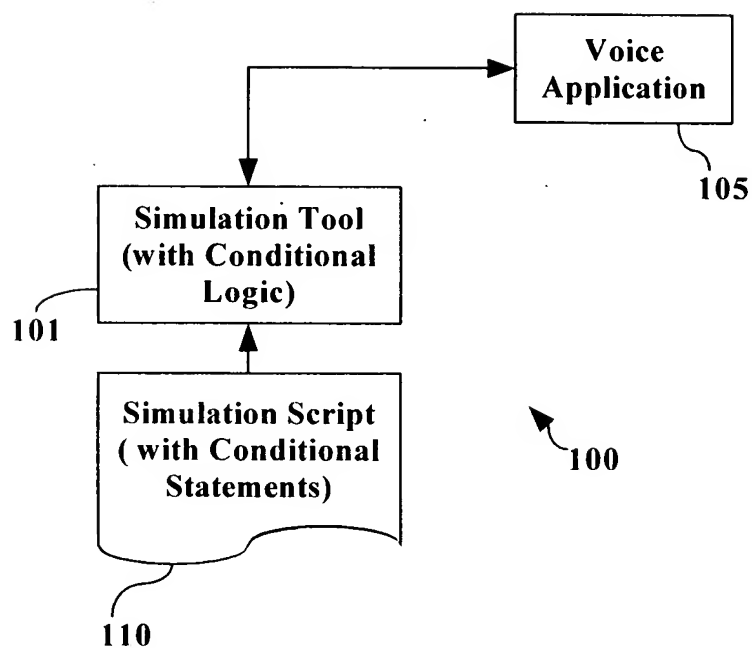 Voice
Application
105
Simulation Tool
(with Conditional
Logic)
101
Simulation Script
( with Conditional
Statements)
100
110